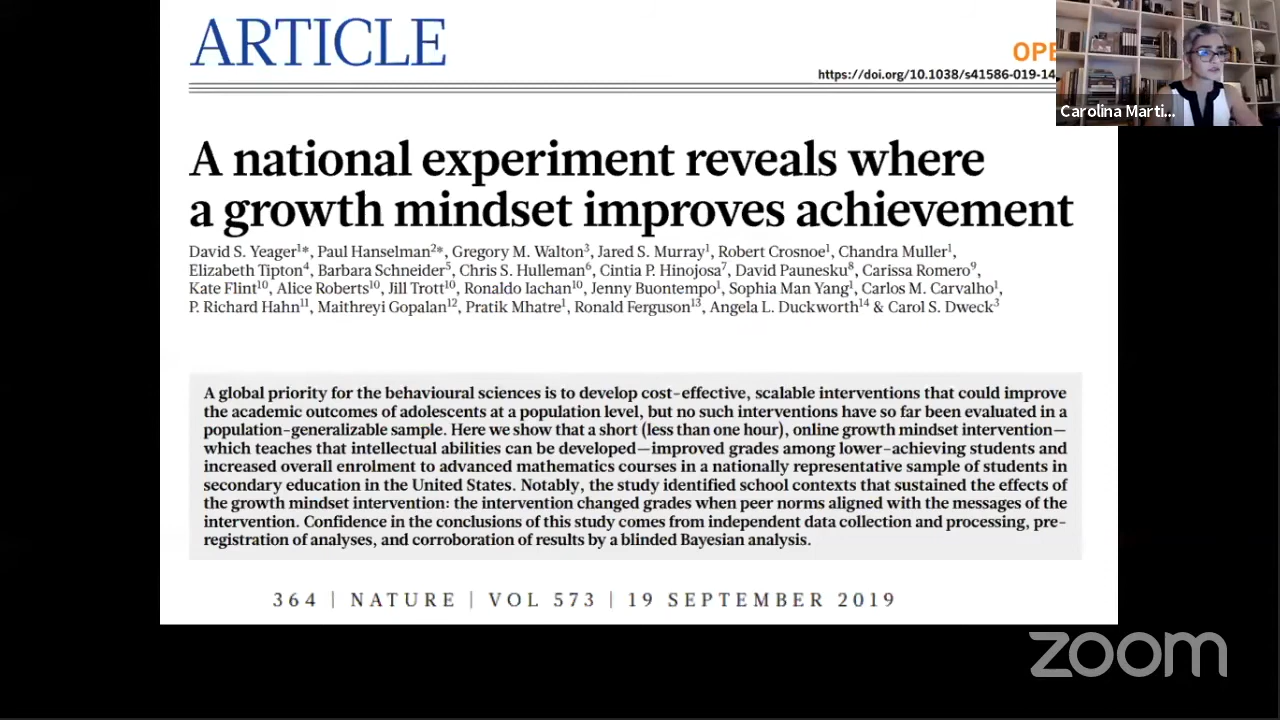 ARTICLE
OPE
https://doi.org/10.1038/s41586-019-14
Carolina Marti...
A national experiment reveals where
a growth mindset improves achievement
David S. Yeager¹*, Paul Hanselman²*, Gregory M. Walton³, Jared S. Murray¹, Robert Crosnoe¹, Chandra Muller¹,
Elizabeth Tipton⁴, Barbara Schneider⁵, Chris S. Hulleman⁶, Cintia P. Hinojosa⁷, David Paunesku⁸, Carissa Romero⁹,
Kate Flint¹⁰, Alice Roberts¹⁰, Jill Trott¹⁰, Ronaldo Iachan¹⁰, Jenny Buontempo¹, Sophia Man Yang¹, Carlos M. Carvalho¹,
P. Richard Hahn¹¹, Maithreyi Gopalan¹², Pratik Mhatre¹, Ronald Ferguson¹³, Angela L. Duckworth¹⁴ & Carol S. Dweck³
A global priority for the behavioural sciences is to develop cost-effective, scalable interventions that could improve
the academic outcomes of adolescents at a population level, but no such interventions have so far been evaluated in a
population-generalizable sample. Here we show that a short (less than one hour), online growth mindset intervention—
which teaches that intellectual abilities can be developed—improved grades among lower-achieving students and
increased overall enrolment to advanced mathematics courses in a nationally representative sample of students in
secondary education in the United States. Notably, the study identified school contexts that sustained the effects of
the growth mindset intervention: the intervention changed grades when peer norms aligned with the messages of the
intervention. Confidence in the conclusions of this study comes from independent data collection and processing, pre-
registration of analyses, and corroboration of results by a blinded Bayesian analysis.
364 | NATURE | VOL 573 | 19 SEPTEMBER 2019
zoom